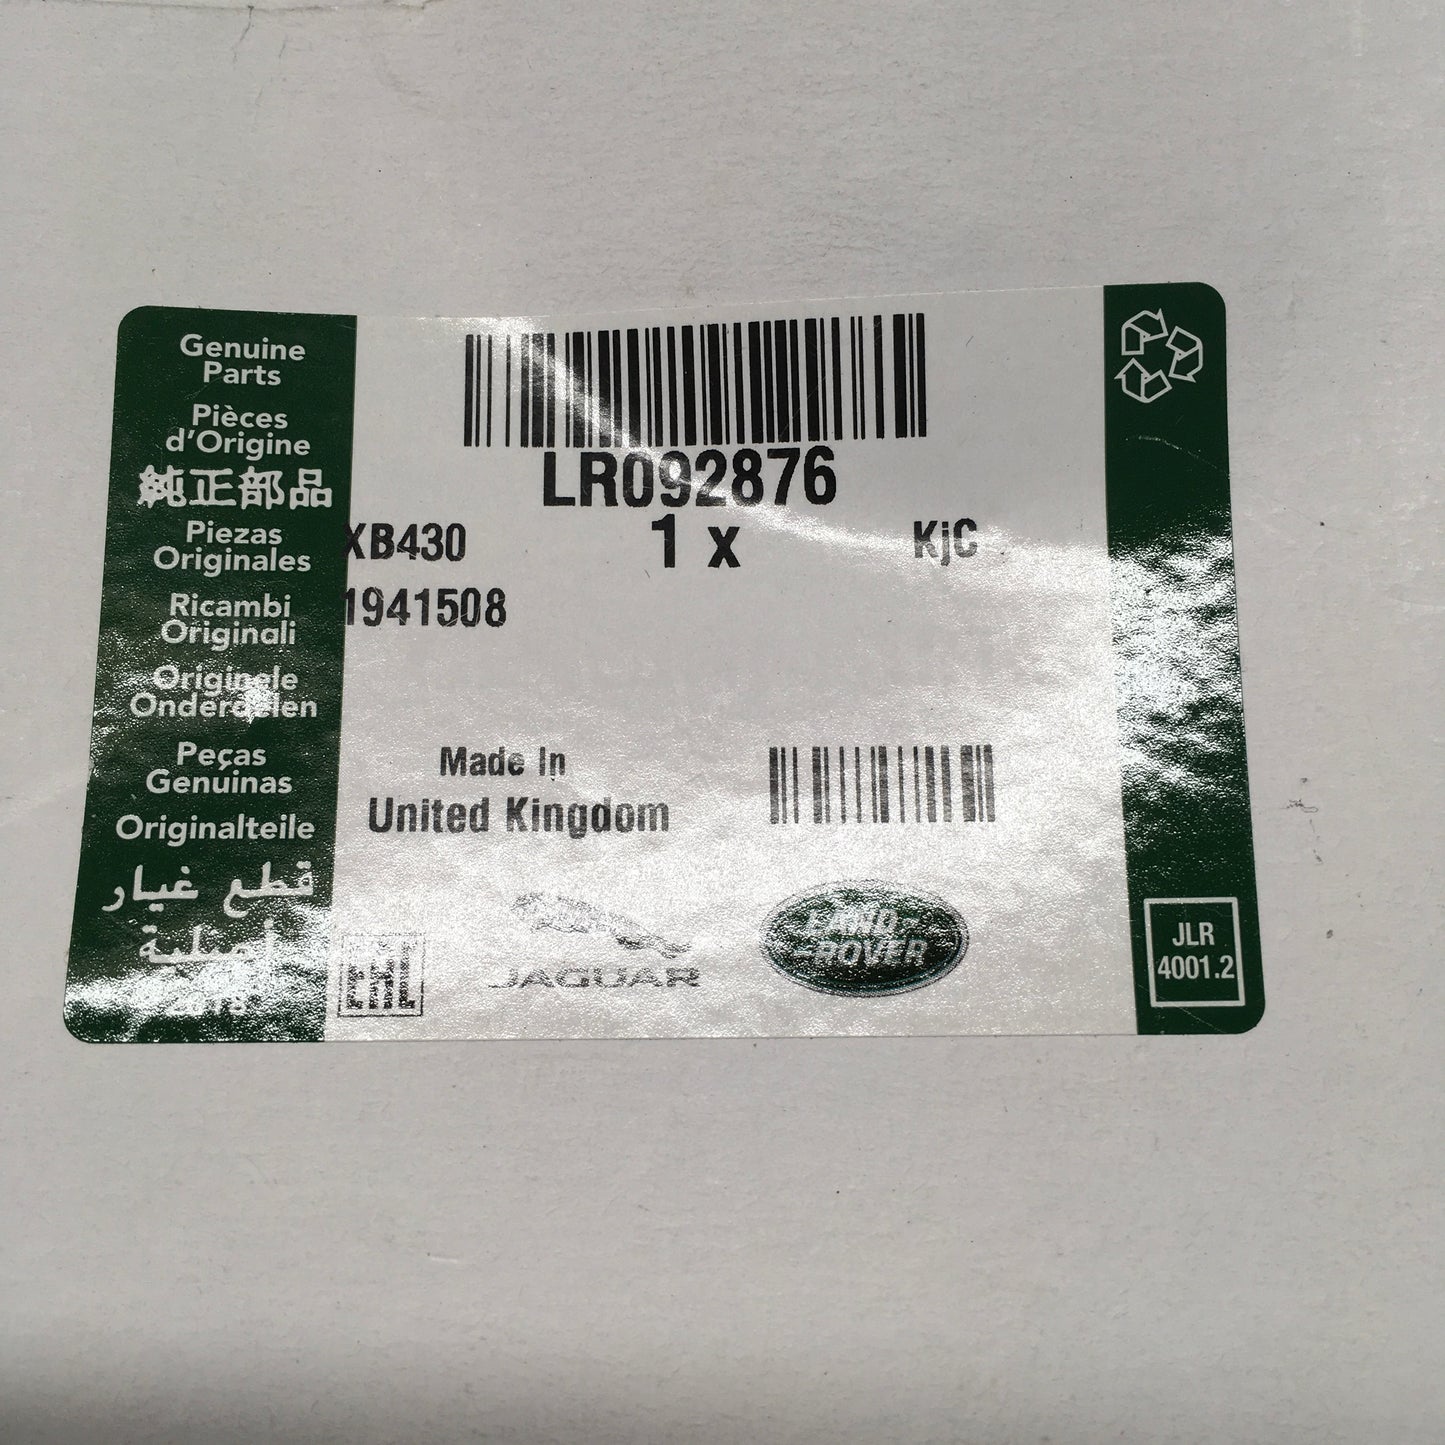 Genuine
Parts
Pièces
d'Origine
純正部品
Piezas
Originales
Ricambi
Originali
Originele
Onderdelen
Peças
Genuinas
Originalteile
قطع غيار
أصلية
LR092876
XB430
1 x
KjC
1941508
Made In
United Kingdom
JAGUAR
LAND-
-ROVER
JLR
4001.2